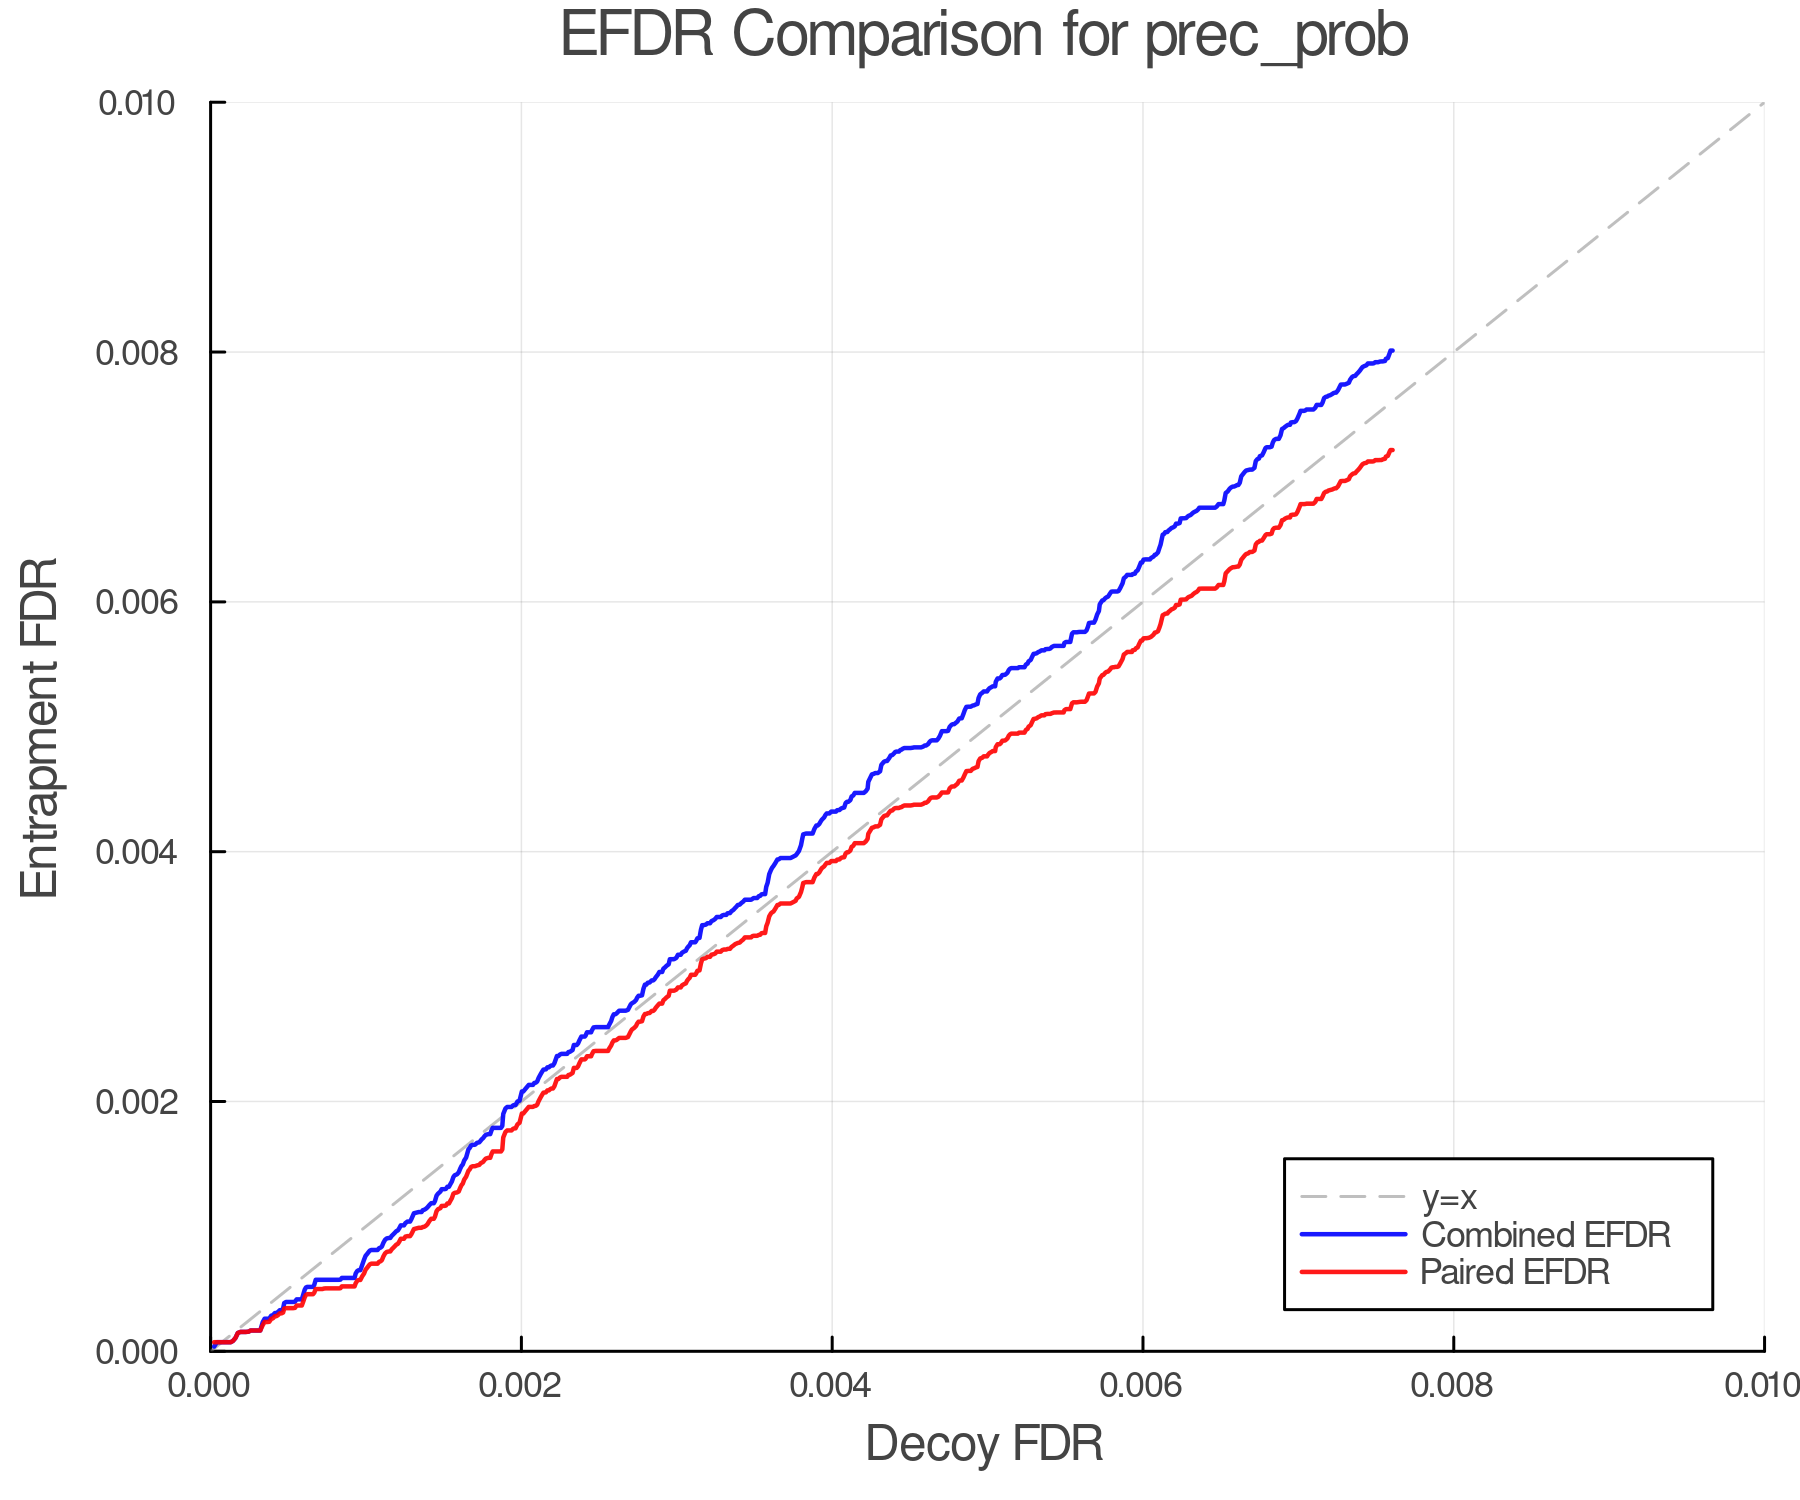 EFDR Comparison for prec_prob
0.010
0.008
0.006
0.004
0.002
0.000
Entrapment FDR
y=x
Combined EFDR
Paired EFDR
0.000 0.002 0.004 0.006 0.008 0.010
Decoy FDR